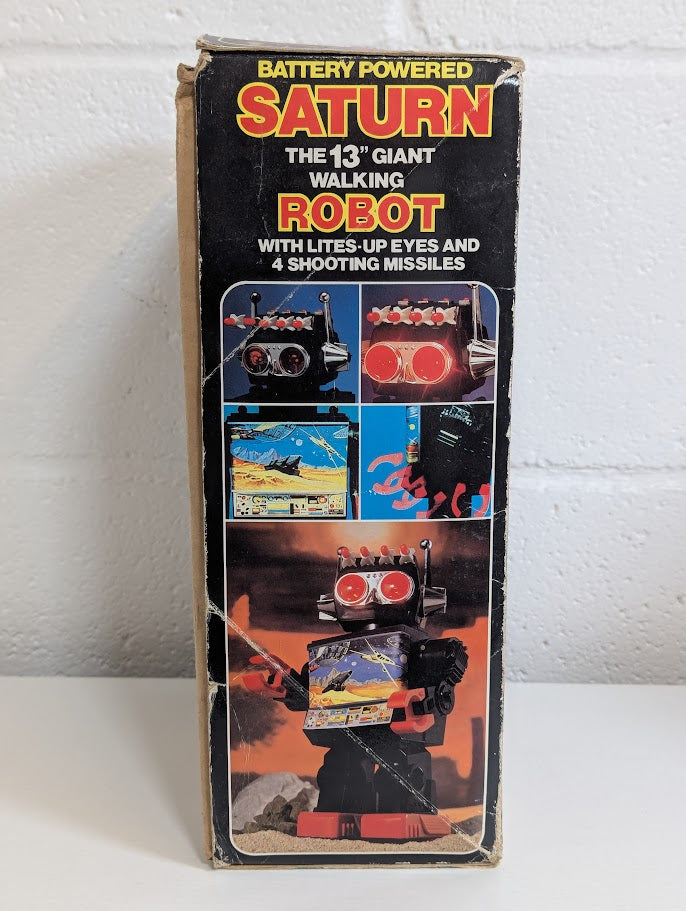 BATTERY POWERED
SATURN
THE 13" GIANT
WALKING
ROBOT
WITH LITES-UP EYES AND
4 SHOOTING MISSILES